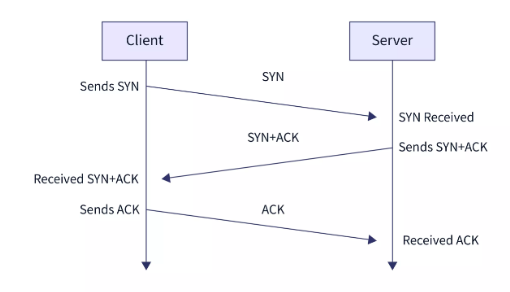 Client
Server
Sends SYN
SYN
SYN Received
SYN+ACK
Sends SYN+ACK
Received SYN+ACK
Sends ACK
ACK
Received ACK